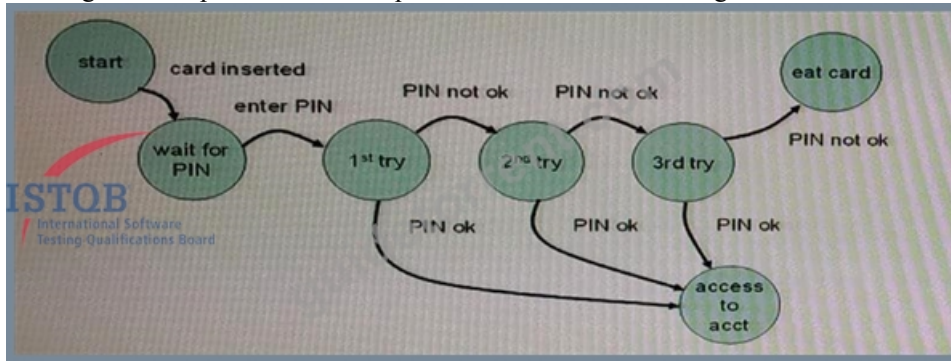 start
card inserted
enter PIN
PIN not ok
PIN not ok
eat card
PIN not ok
wait for
PIN
1st try
2nd try
3rd try
ISTQB
International Software
Testing Qualifications Board
PIN ok
PIN ok
PIN ok
access
to
acct